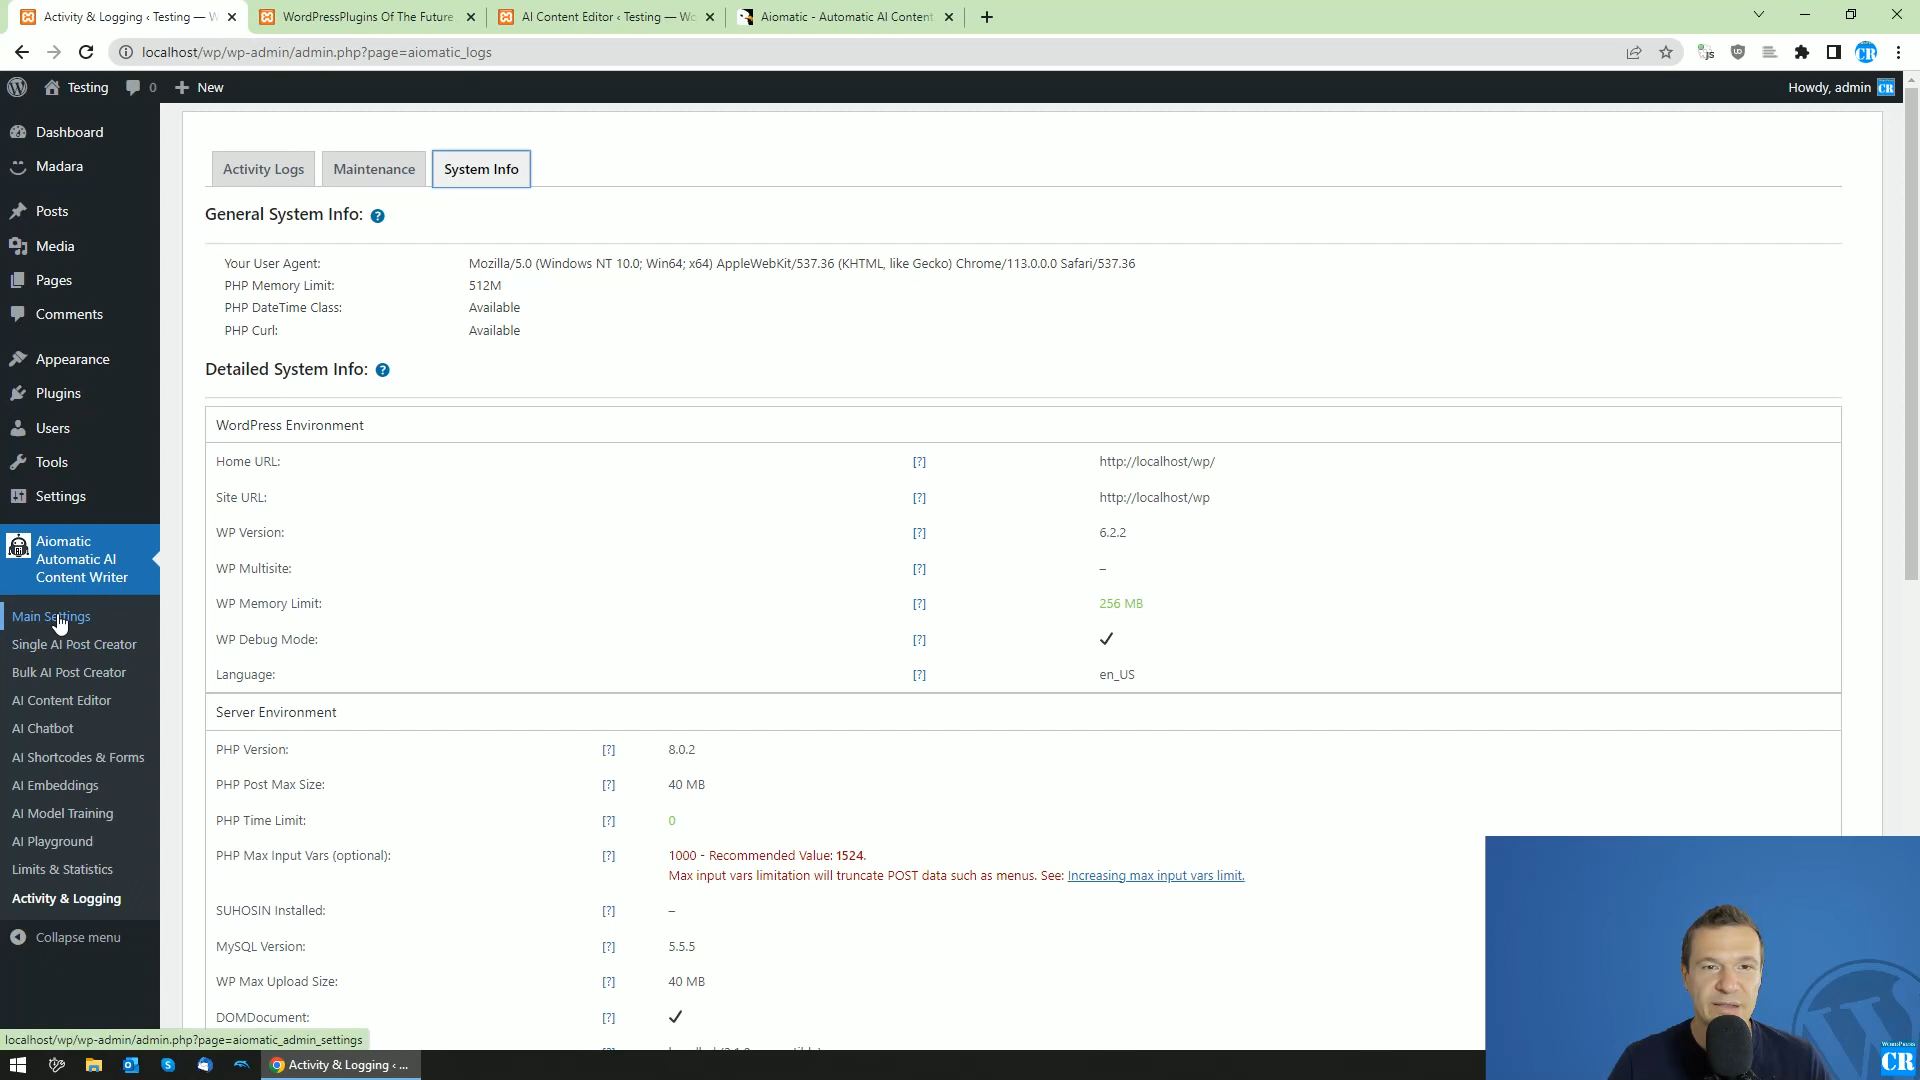 Activity & Logging ‹ Testing — W
WordPressPlugins Of The Future
AI Content Editor ‹ Testing — Wo
Aiomatic - Automatic AI Content
localhost/wp/wp-admin/admin.php?page=aiomatic_logs
Testing
0
New
Howdy, admin
Dashboard
Madara
Posts
Media
Pages
Comments
Appearance
Plugins
Users
Tools
Settings
Aiomatic
Automatic AI
Content Writer
Main Settings
Single AI Post Creator
Bulk AI Post Creator
AI Content Editor
AI Chatbot
AI Shortcodes & Forms
AI Embeddings
AI Model Training
AI Playground
Limits & Statistics
Activity & Logging
Collapse menu
Activity Logs
Maintenance
System Info
General System Info: ?
Your User Agent: Mozilla/5.0 (Windows NT 10.0; Win64; x64) AppleWebKit/537.36 (KHTML, like Gecko) Chrome/113.0.0.0 Safari/537.36
PHP Memory Limit: 512M
PHP DateTime Class: Available
PHP Curl: Available
Detailed System Info: ?
WordPress Environment
Home URL: [?] http://localhost/wp/
Site URL: [?] http://localhost/wp
WP Version: [?] 6.2.2
WP Multisite: [?] –
WP Memory Limit: [?] 256 MB
WP Debug Mode: [?] ✔
Language: [?] en_US
Server Environment
PHP Version: [?] 8.0.2
PHP Post Max Size: [?] 40 MB
PHP Time Limit: [?] 0
PHP Max Input Vars (optional): [?] 1000 - Recommended Value: 1524.
Max input vars limitation will truncate POST data such as menus. See: Increasing max input vars limit.
SUHOSIN Installed: [?] –
MySQL Version: [?] 5.5.5
WP Max Upload Size: [?] 40 MB
DOMDocument: [?] ✔
localhost/wp/wp-admin/admin.php?page=aiomatic_admin_settings
Activity & Logging ‹ ...
WORDPRESS
CR